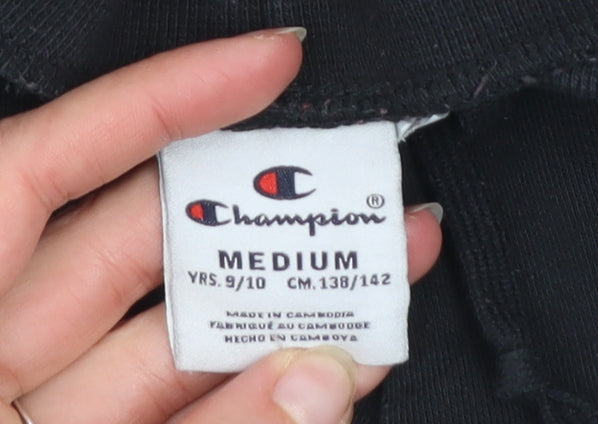 Champion®
MEDIUM
YRS. 9/10 CM. 138/142
MADE IN CAMBODIA
FABRIQUÉ AU CAMBODGE
HECHO EN CAMBOYA